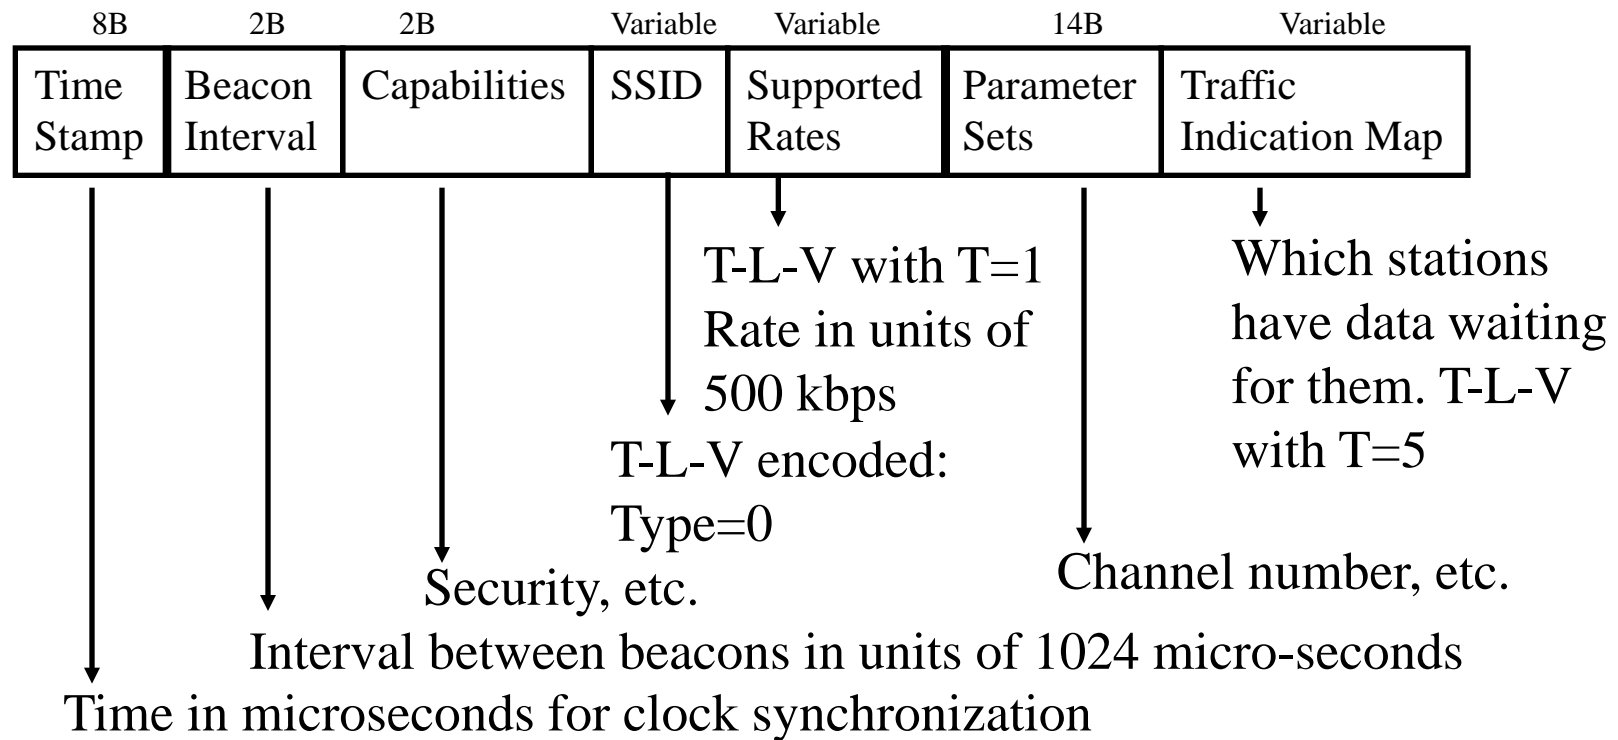 8B 2B 2B Variable Variable 14B Variable
Time Beacon Capabilities SSID Supported Parameter Traffic
Stamp Interval Rates Sets Indication Map
T-L-V with T=1
Rate in units of
500 kbps
Which stations
have data waiting
for them. T-L-V
with T=5
T-L-V encoded:
Type=0
Security, etc.
Channel number, etc.
Interval between beacons in units of 1024 micro-seconds
Time in microseconds for clock synchronization